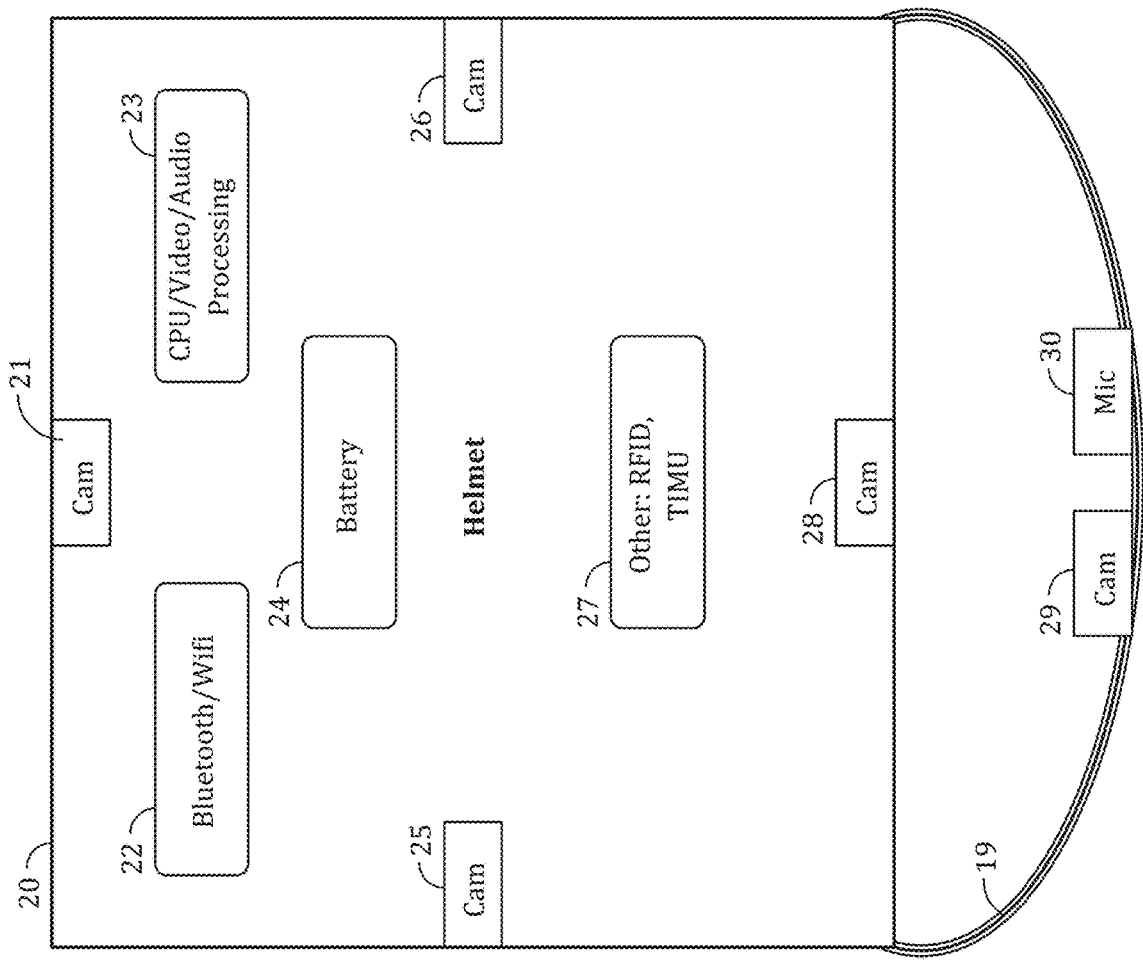 20
21
Cam
22
23
Bluetooth/Wifi
CPU/Video/Audio
Processing
24
Battery
25
26
Cam
Helmet
Cam
27
Other: RFID,
TIMU
28
Cam
19
29
30
Cam
Mic